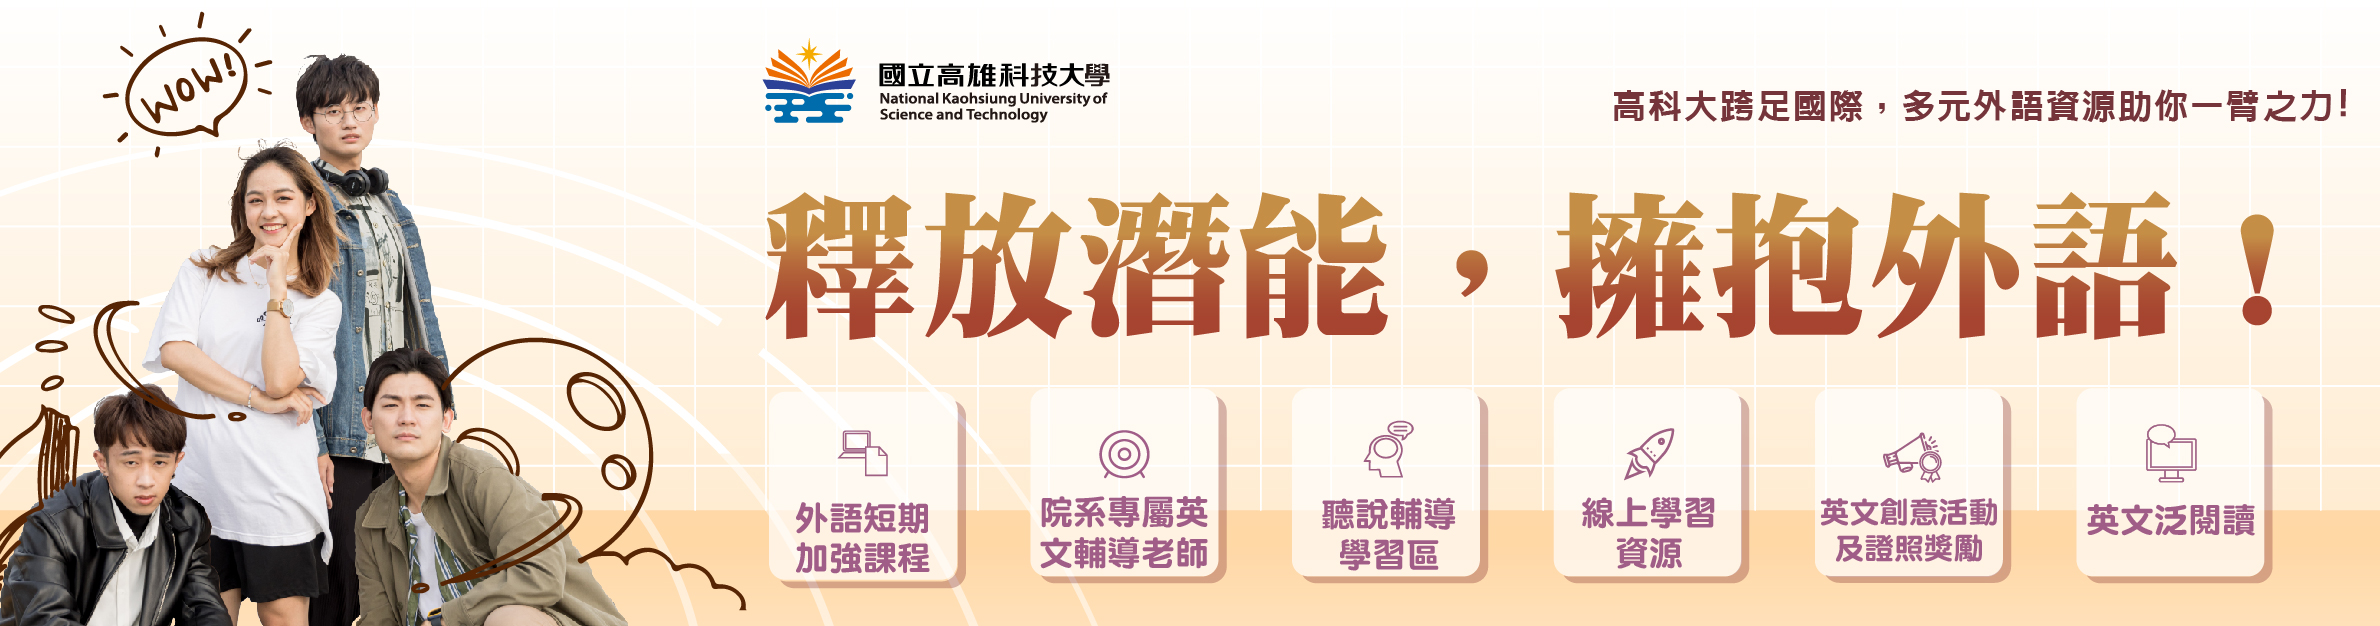 WOW!
國立高雄科技大學
National Kaohsiung University of
Science and Technology
高科大跨足國際，多元外語資源助你一臂之力!
釋放潛能，擁抱外語！
外語短期
加強課程
院系專屬英
文輔導老師
聽說輔導
學習區
線上學習
資源
英文創意活動
及證照獎勵
英文泛閱讀